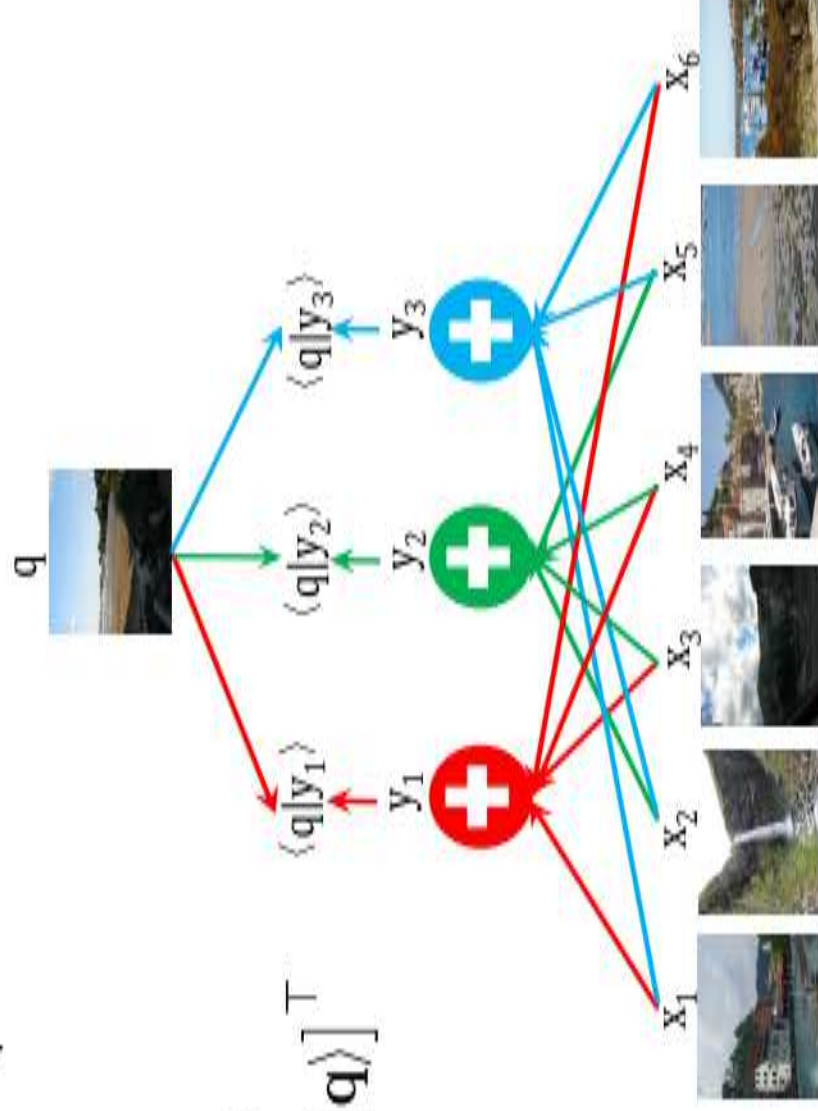 q
⟨q|y₁⟩ ⟨q|y₂⟩ ⟨q|y₃⟩
q⟩]⊤
y₁ y₂ y₃
x₁ x₂ x₃ x₄ x₅ x₆